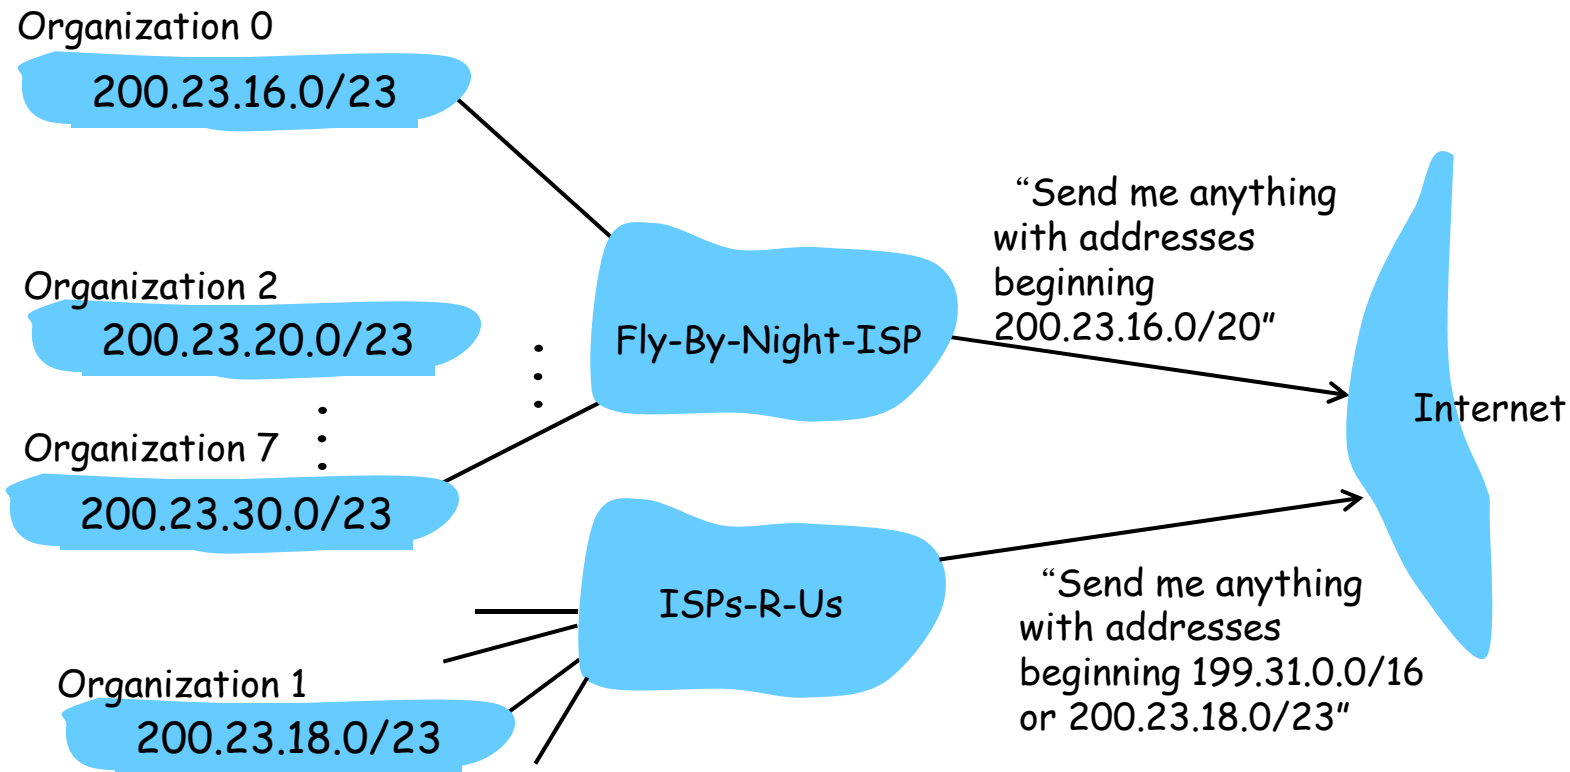 Organization 0
200.23.16.0/23
Organization 2
200.23.20.0/23
Organization 7
200.23.30.0/23
Fly-By-Night-ISP
“Send me anything
with addresses
beginning
200.23.16.0/20”
Internet
ISPs-R-Us
“Send me anything
with addresses
beginning 199.31.0.0/16
or 200.23.18.0/23”
Organization 1
200.23.18.0/23